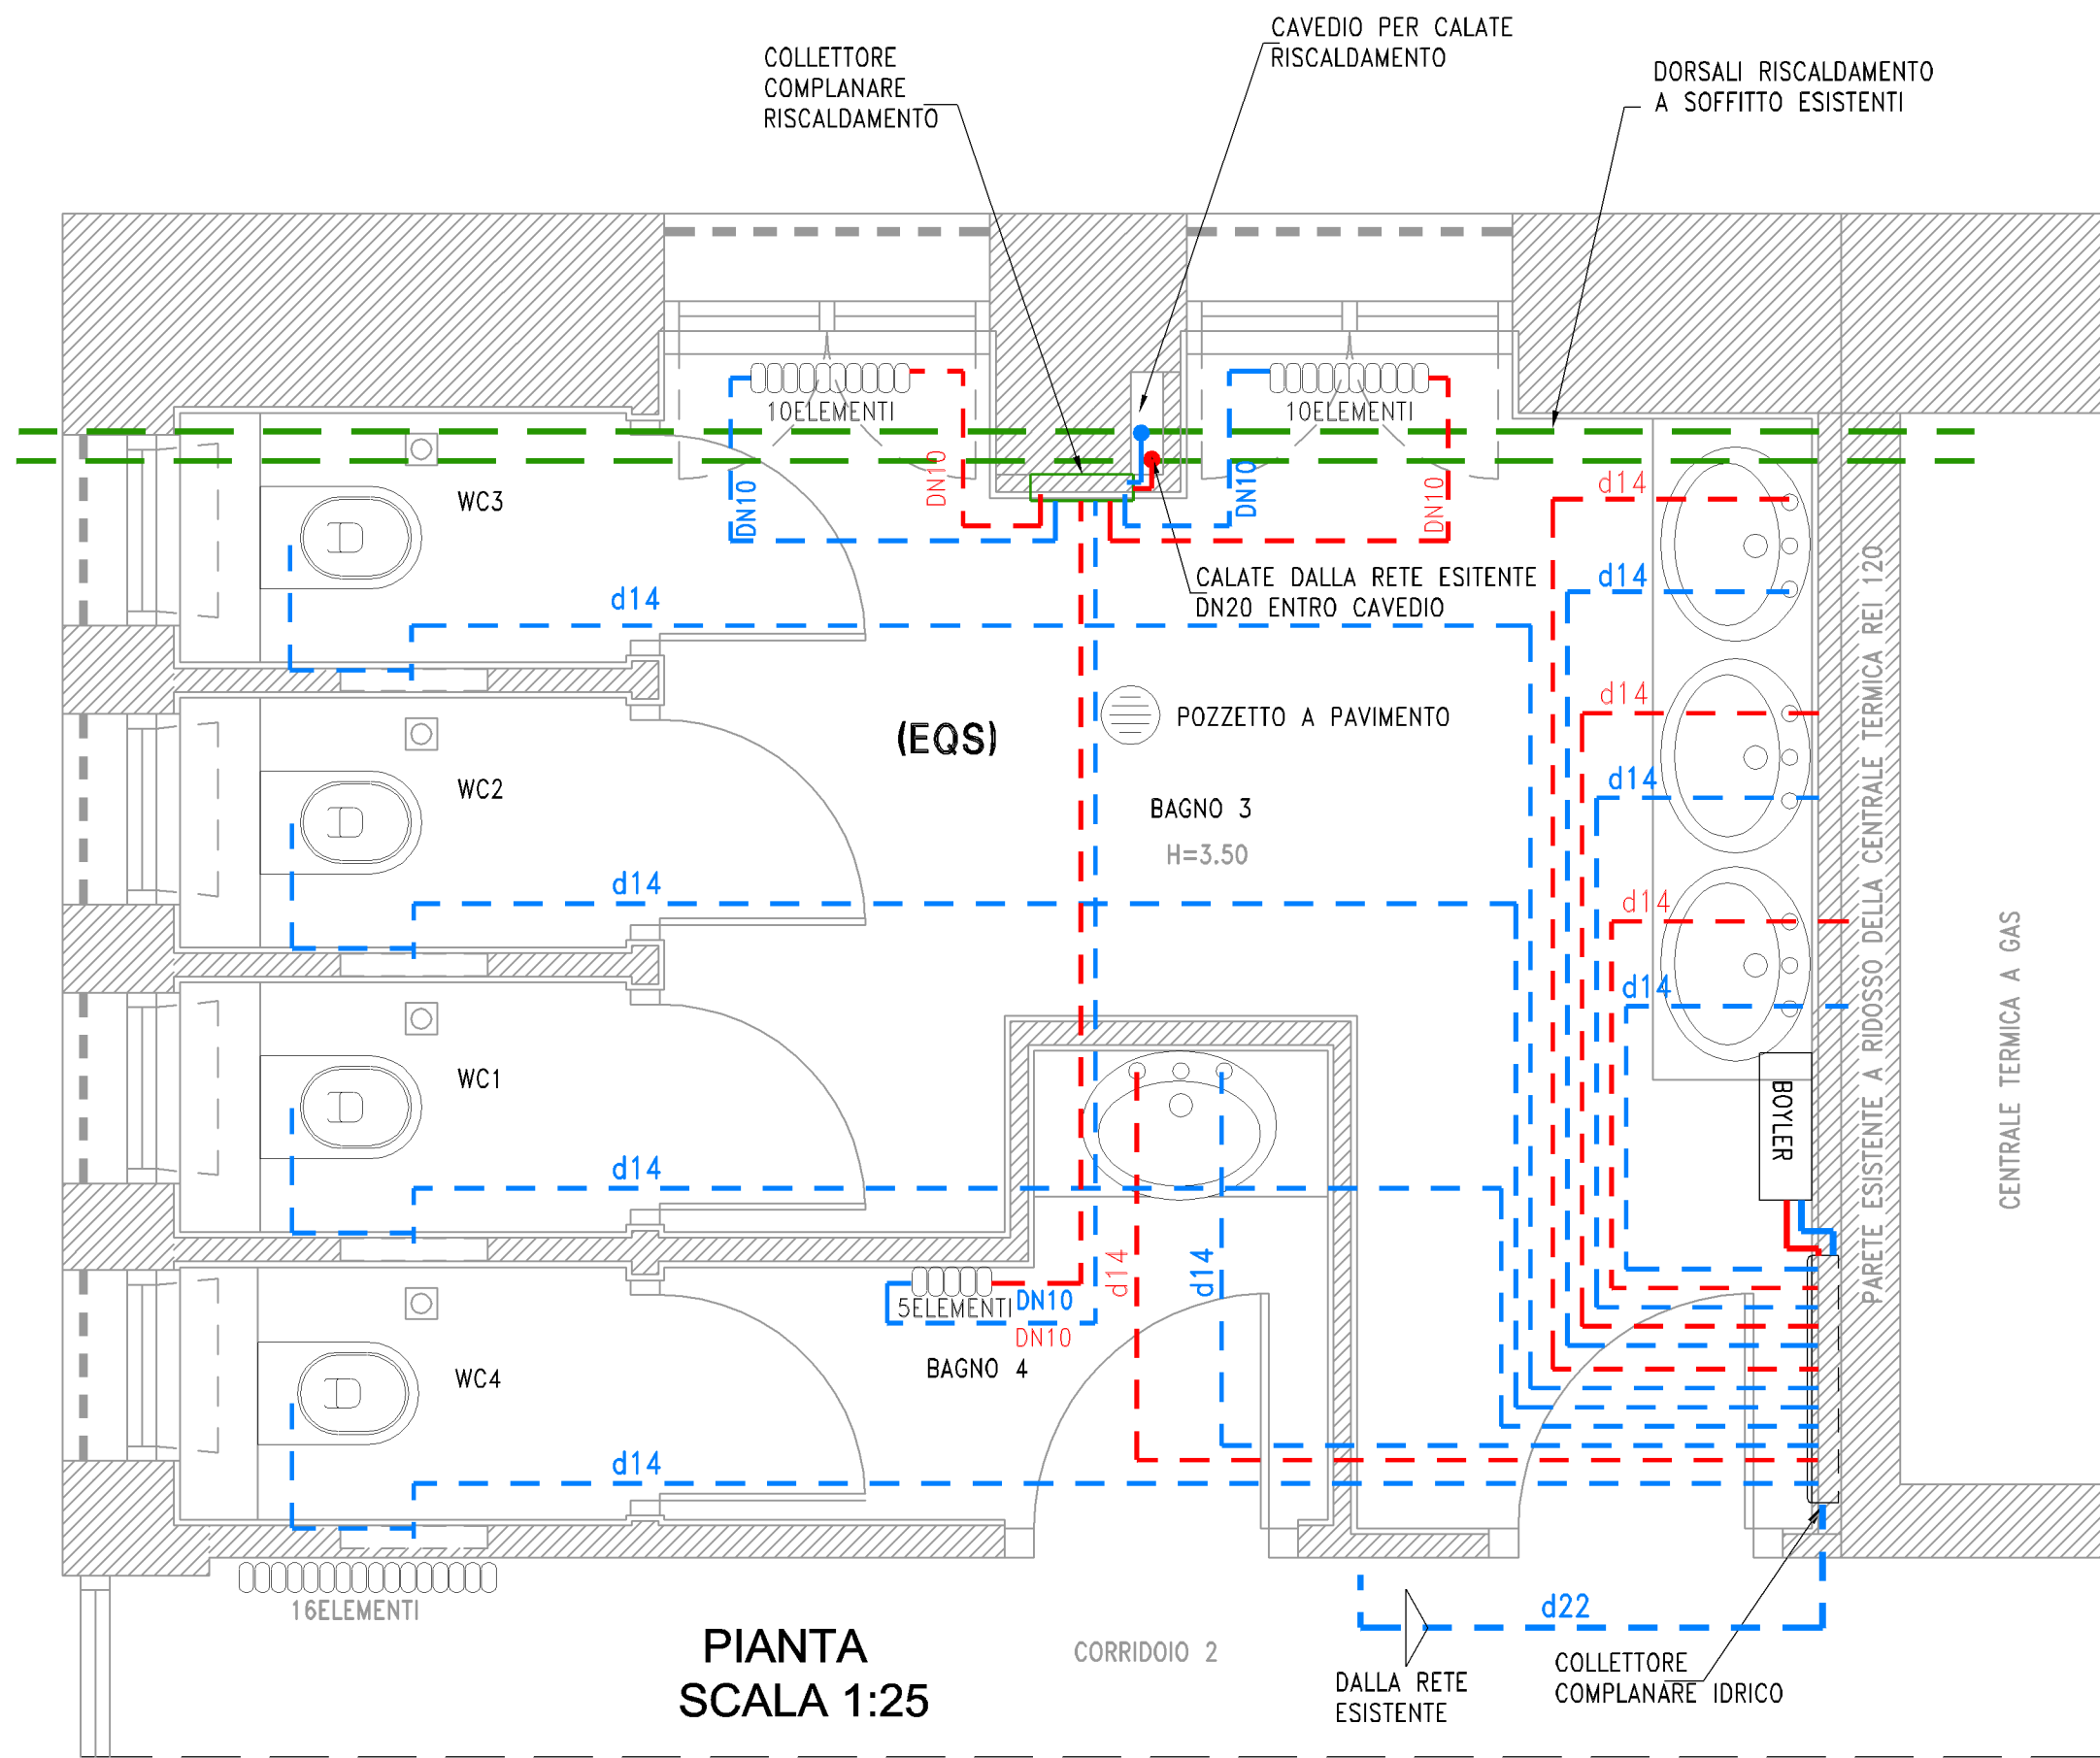 CAVEDIO PER CALATE
RISCALDAMENTO
COLLETTORE
COMPLANARE
RISCALDAMENTO
DORSALI RISCALDAMENTO
A SOFFITTO ESISTENTI
10ELEMENTI
10ELEMENTI
DN10
DN10
DN10
DN10
d14
WC3
d14
CALATE DALLA RETE ESITENTE
DN20 ENTRO CAVEDIO
d14
d14
(EQS)
POZZETTO A PAVIMENTO
WC2
d14
BAGNO 3
H=3.50
d14
d14
d14
PARETE ESISTENTE A RIDOSSO DELLA CENTRALE TERMICA REI 120
CENTRALE TERMICA A GAS
WC1
BOYLER
d14
d14
d14
5ELEMENTI
DN10
DN10
BAGNO 4
WC4
d14
16ELEMENTI
d22
PIANTA
SCALA 1:25
CORRIDOIO 2
DALLA RETE
ESISTENTE
COLLETTORE
COMPLANARE IDRICO